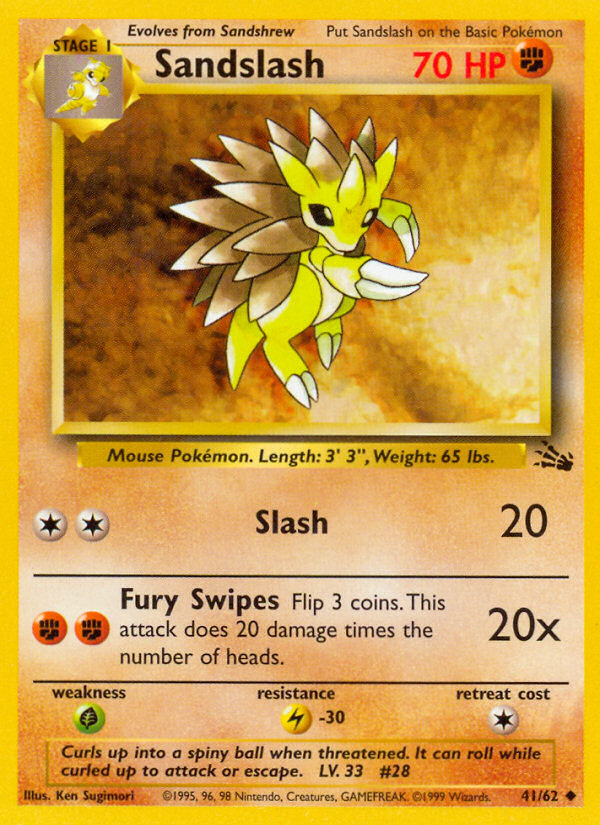 Evolves from Sandshrew Put Sandslash on the Basic Pokémon
STAGE 1
Sandslash 70 HP
Mouse Pokémon. Length: 3' 3", Weight: 65 lbs.
Slash 20
Fury Swipes Flip 3 coins. This
attack does 20 damage times the
number of heads.
20x
weakness resistance retreat cost
-30
Curls up into a spiny ball when threatened. It can roll while
curled up to attack or escape. LV. 33 #28
Illus. Ken Sugimori ©1995, 96, 98 Nintendo, Creatures, GAMEFREAK. ©1999 Wizards. 41/62